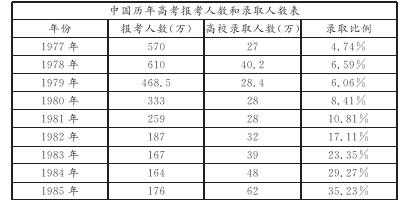 中国历年高考报考人数和录取人数表
年份 报考人数(万) 高校录取人数(万) 录取比例
1977 年 570 27 4.74%
1978 年 610 40.2 6.59%
1979 年 468.5 28.4 6.06%
1980 年 333 28 8.41%
1981 年 259 28 10.81%
1982 年 187 32 17.11%
1983 年 167 39 23.35%
1984 年 164 48 29.27%
1985 年 176 62 35.23%